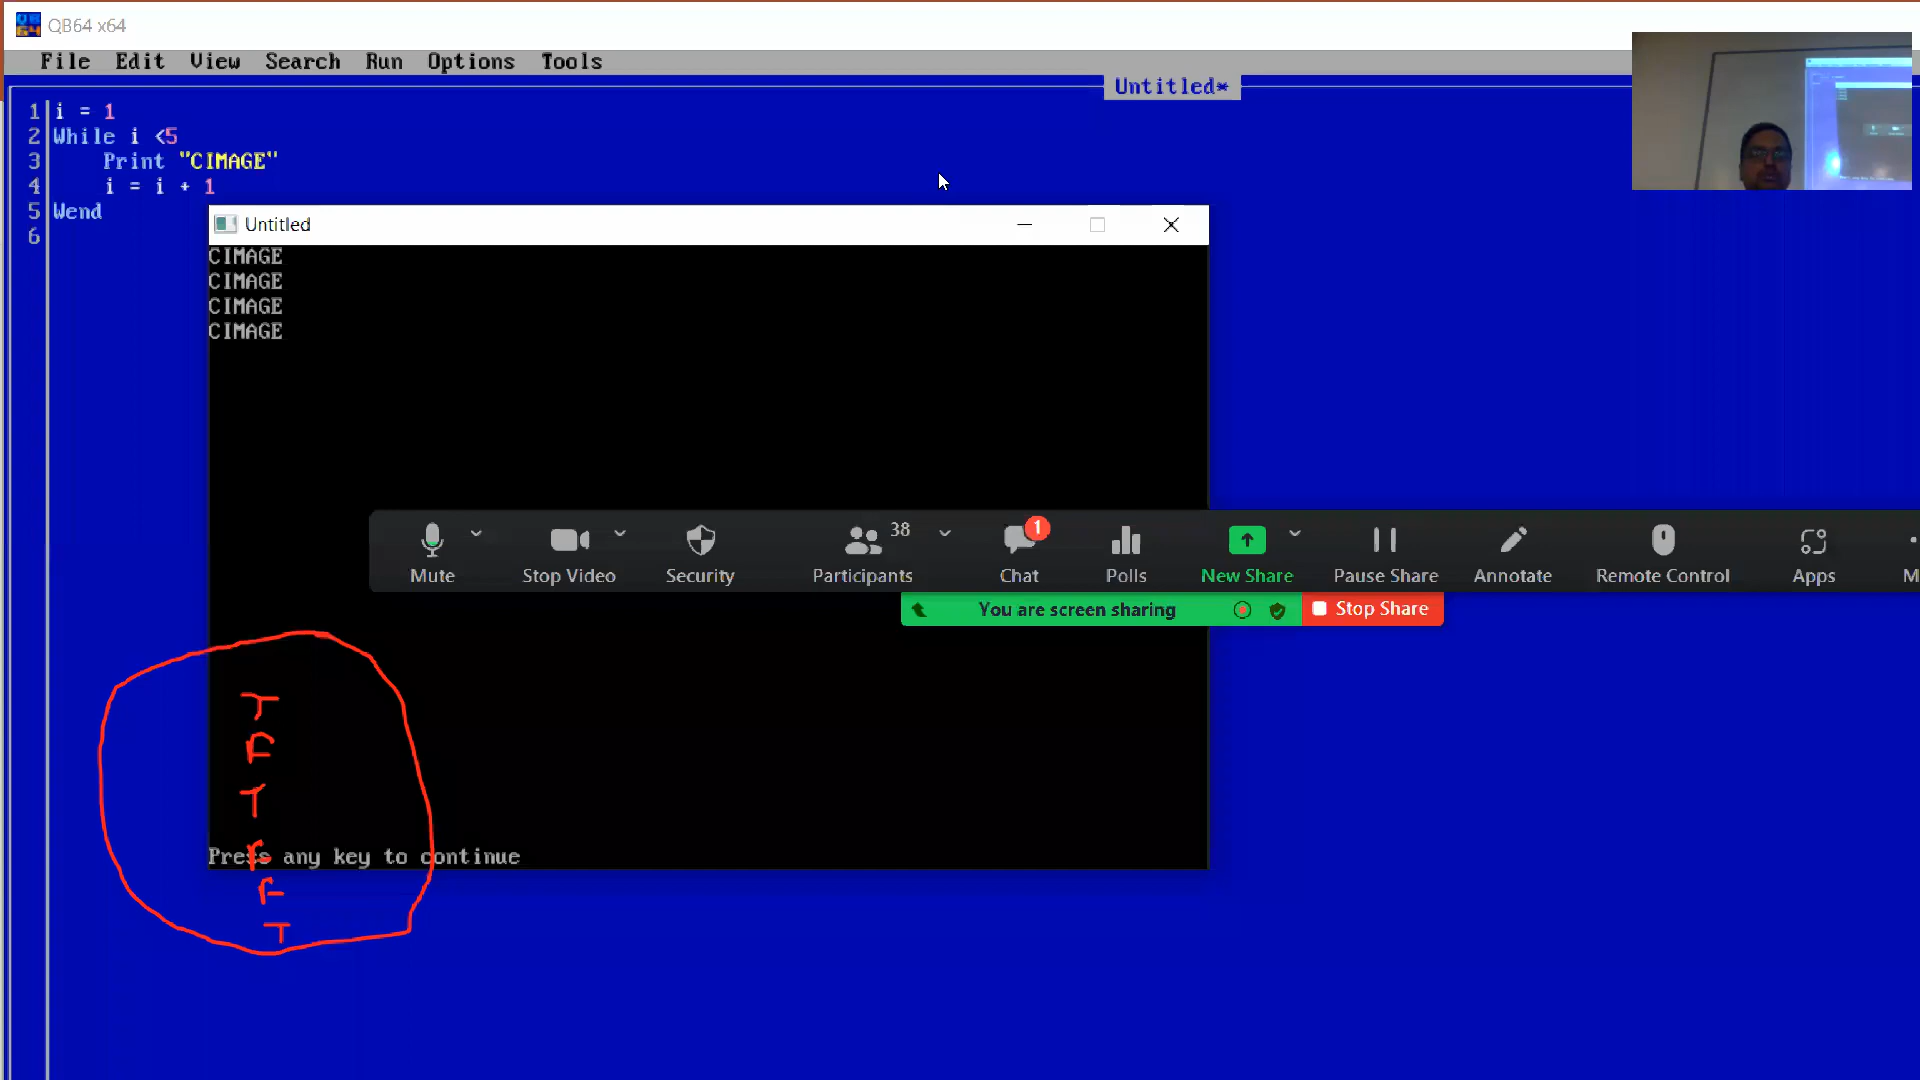 QB64 x64
File Edit View Search Run Options Tools
Untitled*
1 i = 1
2 While i <5
3 Print "CIMAGE"
4 i = i + 1
5 Wend
6
Untitled
CIMAGE
CIMAGE
CIMAGE
CIMAGE
38
1
Mute Stop Video Security Participants Chat Polls New Share Pause Share Annotate Remote Control Apps
You are screen sharing Stop Share
T
F
T
F
Press any key to continue
F
T